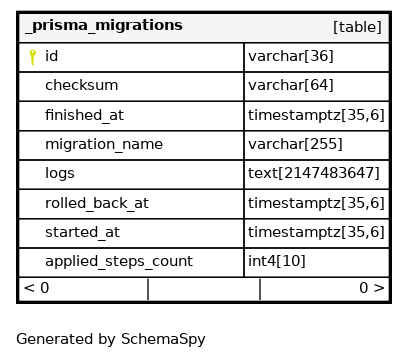 _prisma_migrations [table]
id varchar[36]
checksum varchar[64]
finished_at timestamptz[35,6]
migration_name varchar[255]
logs text[2147483647]
rolled_back_at timestamptz[35,6]
started_at timestamptz[35,6]
applied_steps_count int4[10]
< 0 0 >
Generated by SchemaSpy